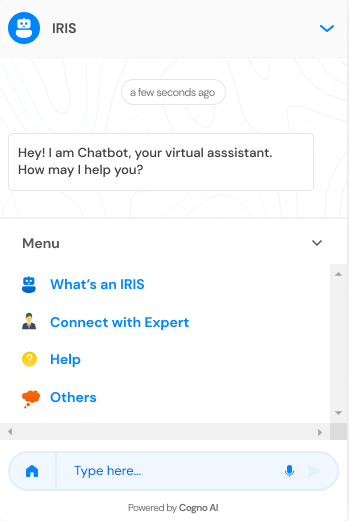 IRIS
a few seconds ago
Hey! I am Chatbot, your virtual asssistant.
How may I help you?
Menu
What's an IRIS
Connect with Expert
Help
Others
Type here...
Powered by Cogno AI